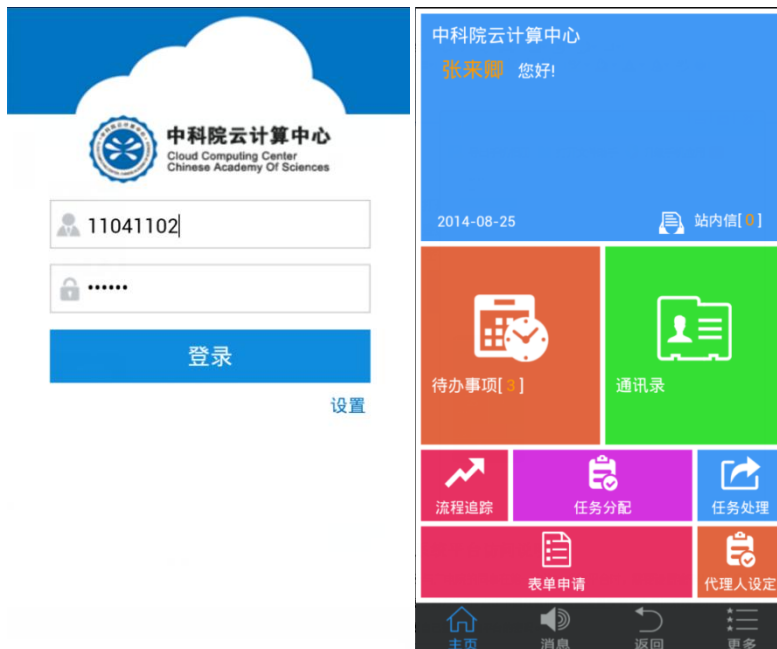 中科院云计算中心
Cloud Computing Center
Chinese Academy Of Sciences
11041102
••••••
登录
设置
中科院云计算中心
张来卿 您好!
2014-08-25
站内信[0]
待办事项[3]
通讯录
流程追踪
任务分配
任务处理
表单申请
代理人设定
主页
消息
返回
更多